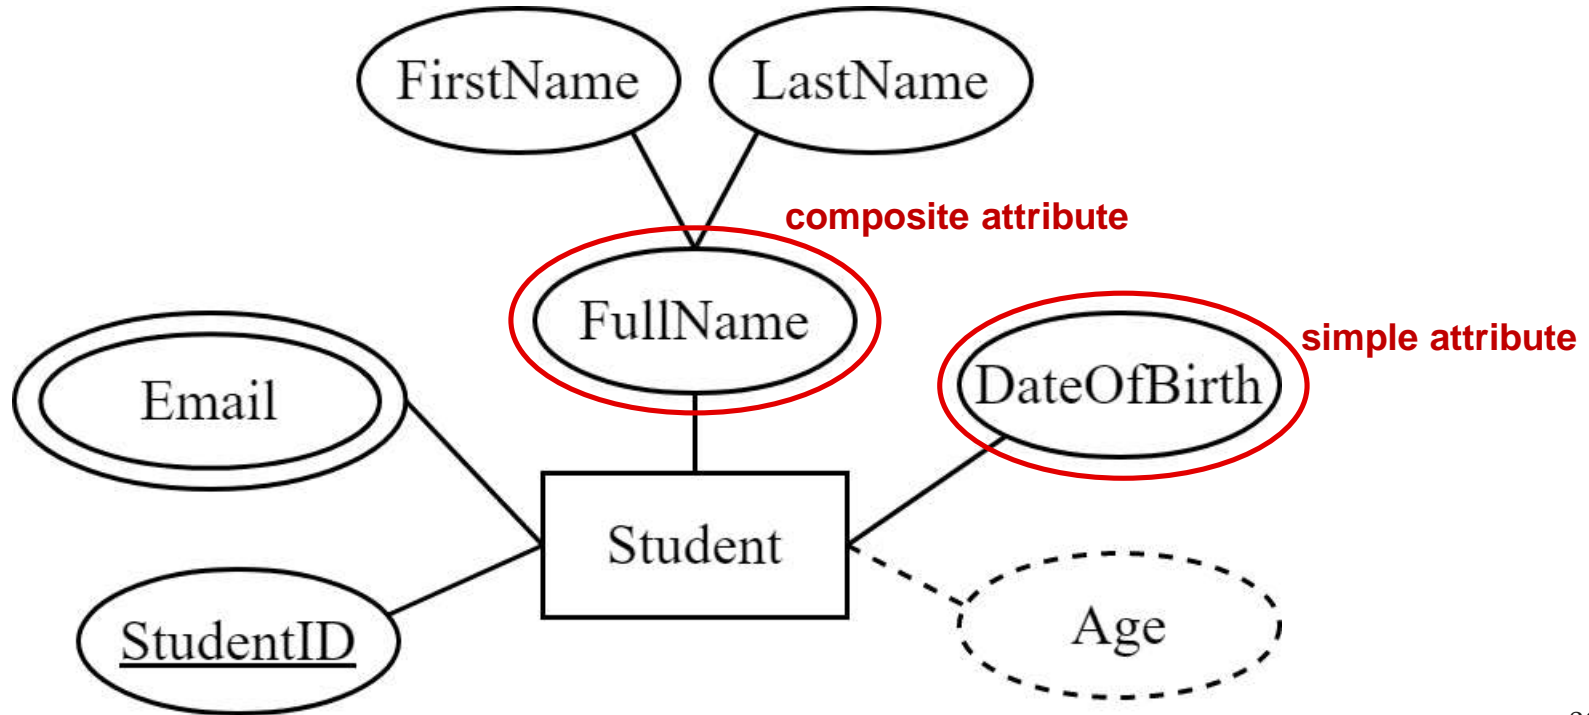 FirstName
LastName
composite attribute
FullName
simple attribute
DateOfBirth
Email
Student
Age
StudentID